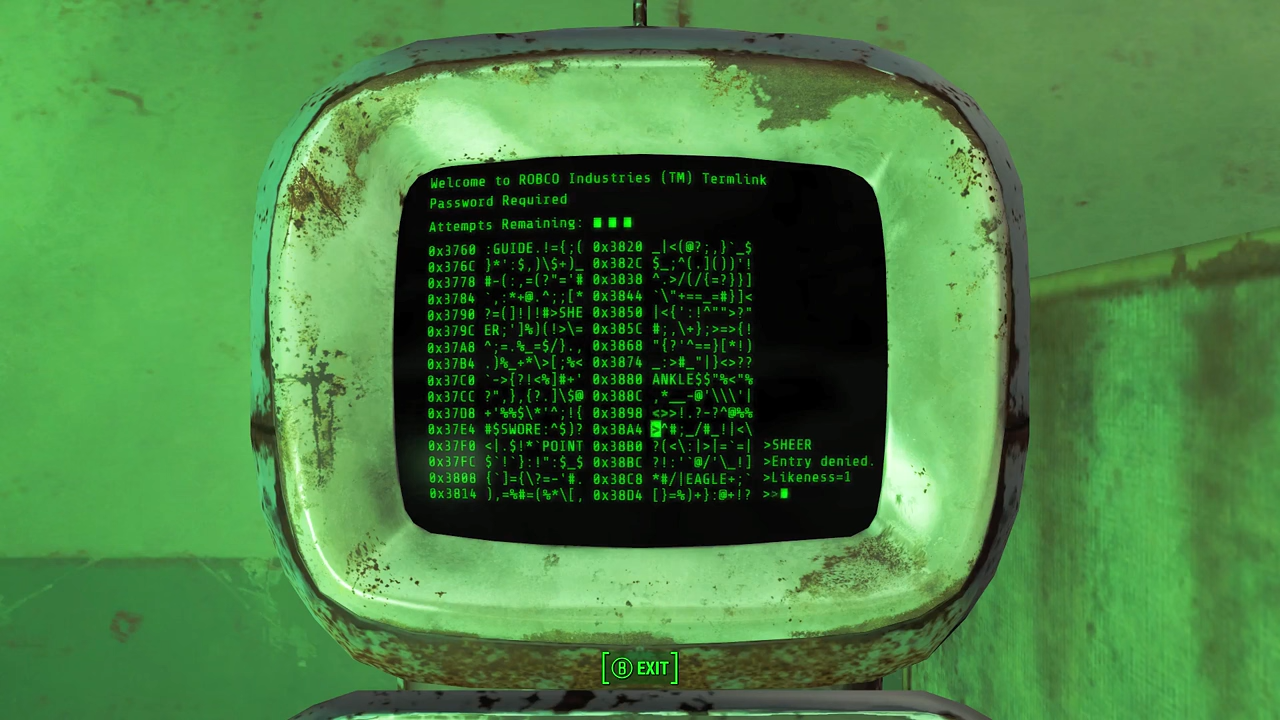 Welcome to ROBCO Industries (TM) Termlink
Password Required
Attempts Remaining: ■ ■ ■
0x3760 :GUIDE.!={;( 0x3820 _|<(@?;,}`_$
0x376C }*':$,)\$+)_ 0x382C $_;^(.]())'!
0x3778 #-(:,=(?"='# 0x3838 ^.>/(/{=?}}]
0x3784 `,:*+@.^;;[* 0x3844 `\"+==_=#}]<
0x3790 ?=(]!|!#>SHE 0x3850 |<{':!^"">?"
0x379C ER;']%)(!>\= 0x385C #;,\+};>=>{!
0x37A8 ^;=.%_=$/}., 0x3868 "{?'^==}[*!)
0x37B4 .)%_+*\>[;%< 0x3874 _:>#_"|}<>??
0x37C0 `->{?!<%]#+' 0x3880 ANKLE$$"%<"%
0x37CC ?",},{?.]\$@ 0x388C ,*__-@'\\\'|
0x37D8 +'%%$\*'^;!{ 0x3898 <>>!.?-?^@%%
0x37E4 #$SWORE:^$)? 0x38A4 >^#;_/#_!|<\
0x37F0 <|.$!*`POINT 0x38B0 ?(<\:|>|=`=| >SHEER
0x37FC $`!`}:!":$_$ 0x38BC ?!:'`@/'\_!] >Entry denied.
0x3808 {`]={\?=-'#. 0x38C8 *#/|EAGLE+;` >Likeness=1
0x3814 ),=%#=(%*\[, 0x38D4 [}=%)+}:@+!? >>■
[Ⓑ EXIT]